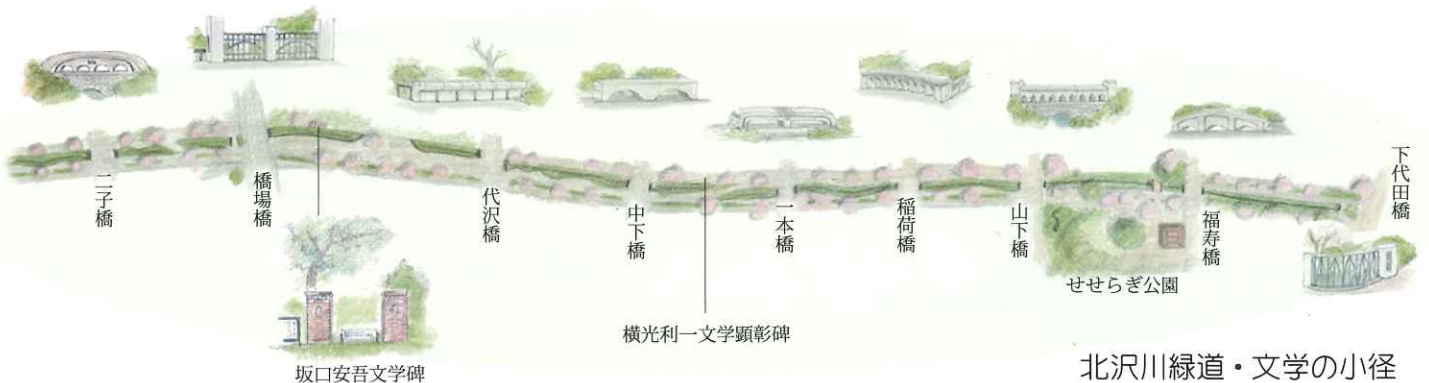 二子橋
橋場橋
代沢橋
中下橋
一本橋
稲荷橋
山下橋
福寿橋
下代田橋
せせらぎ公園
横光利一文学顕彰碑
坂口安吾文学碑
北沢川緑道・文学の小径